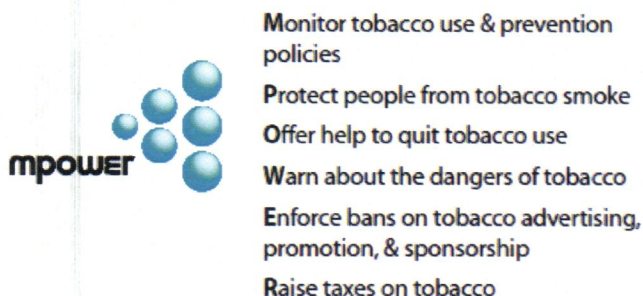 mpower
Monitor tobacco use & prevention
policies
Protect people from tobacco smoke
Offer help to quit tobacco use
Warn about the dangers of tobacco
Enforce bans on tobacco advertising,
promotion, & sponsorship
Raise taxes on tobacco